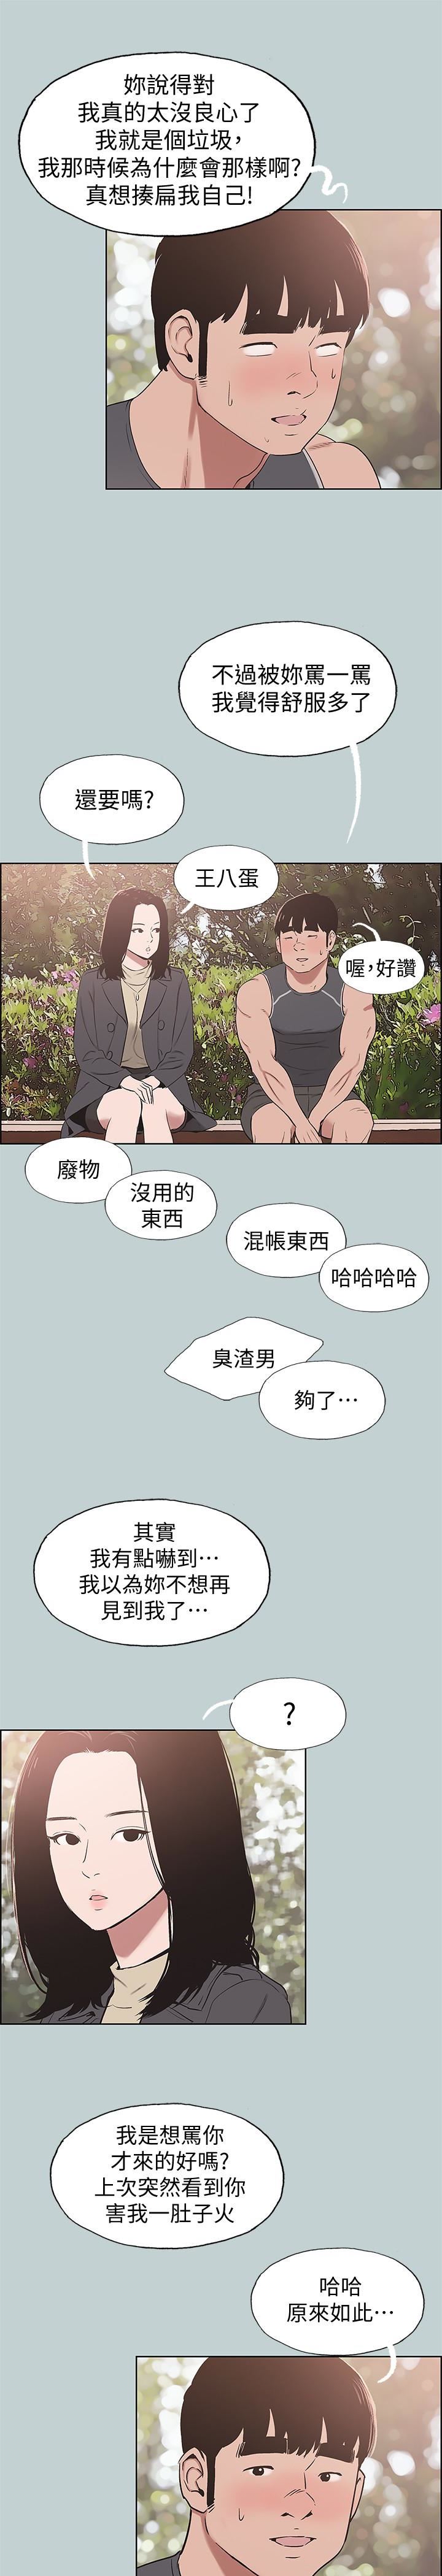 妳說得對
我真的太沒良心了
我就是個垃圾，
我那時候為什麼會那樣啊?
真想揍扁我自己!
不過被妳罵一罵
我覺得舒服多了
還要嗎?
王八蛋
喔，好讚
廢物
沒用的
東西
混帳東西
哈哈哈哈
臭渣男
夠了⋯
其實
我有點嚇到⋯
我以為妳不想再
見到我了⋯
?
我是想罵你
才來的好嗎?
上次突然看到你
害我一肚子火
哈哈
原來如此⋯